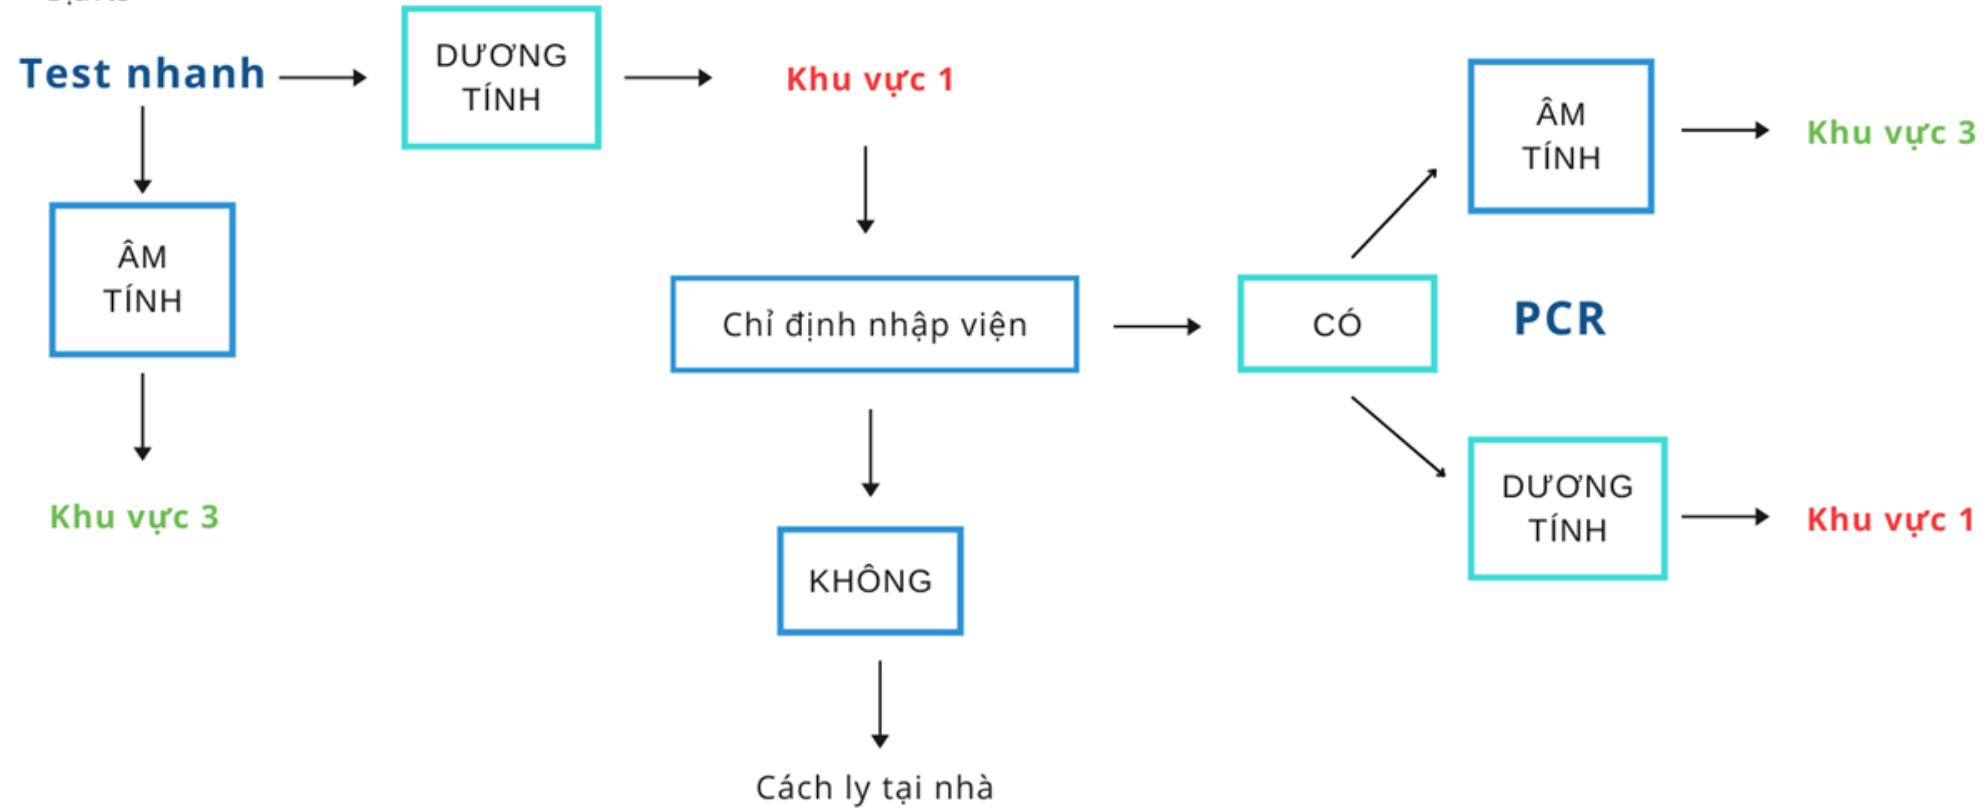 Test nhanh
DƯƠNG
TÍNH
Khu vực 1
ÂM
TÍNH
Khu vực 3
ÂM
TÍNH
Khu vực 3
Chỉ định nhập viện
CÓ
PCR
DƯƠNG
TÍNH
Khu vực 1
KHÔNG
Cách ly tại nhà